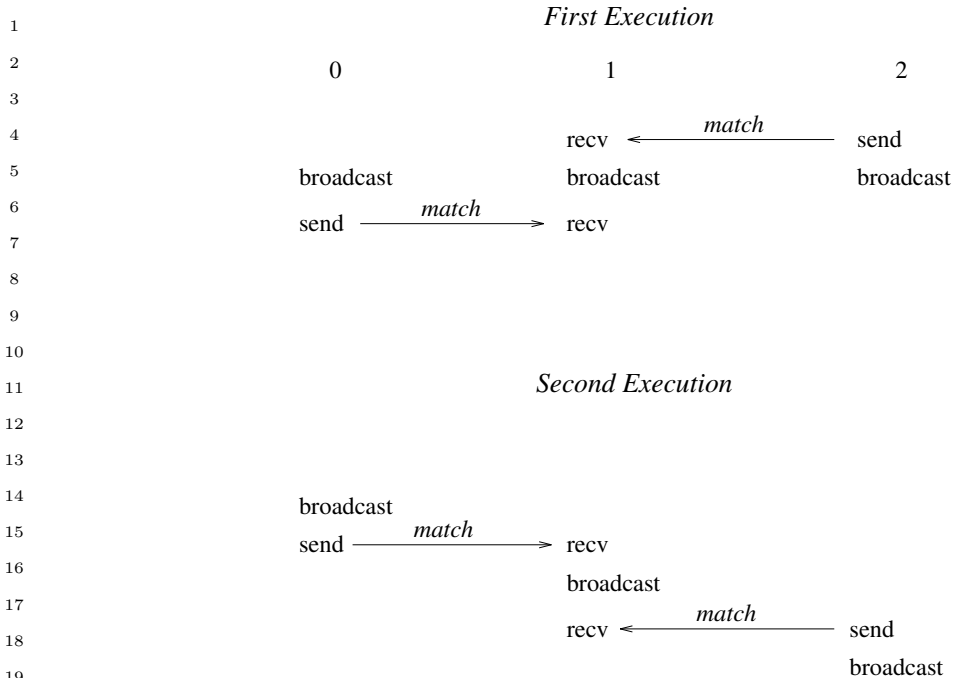 1
First Execution
2
0 1 2
3
4
match
recv send
5
broadcast broadcast broadcast
6
match
send recv
7
8
9
10
11
Second Execution
12
13
14
broadcast
15
match
send recv
16
broadcast
17
match
18
recv send
19
broadcast